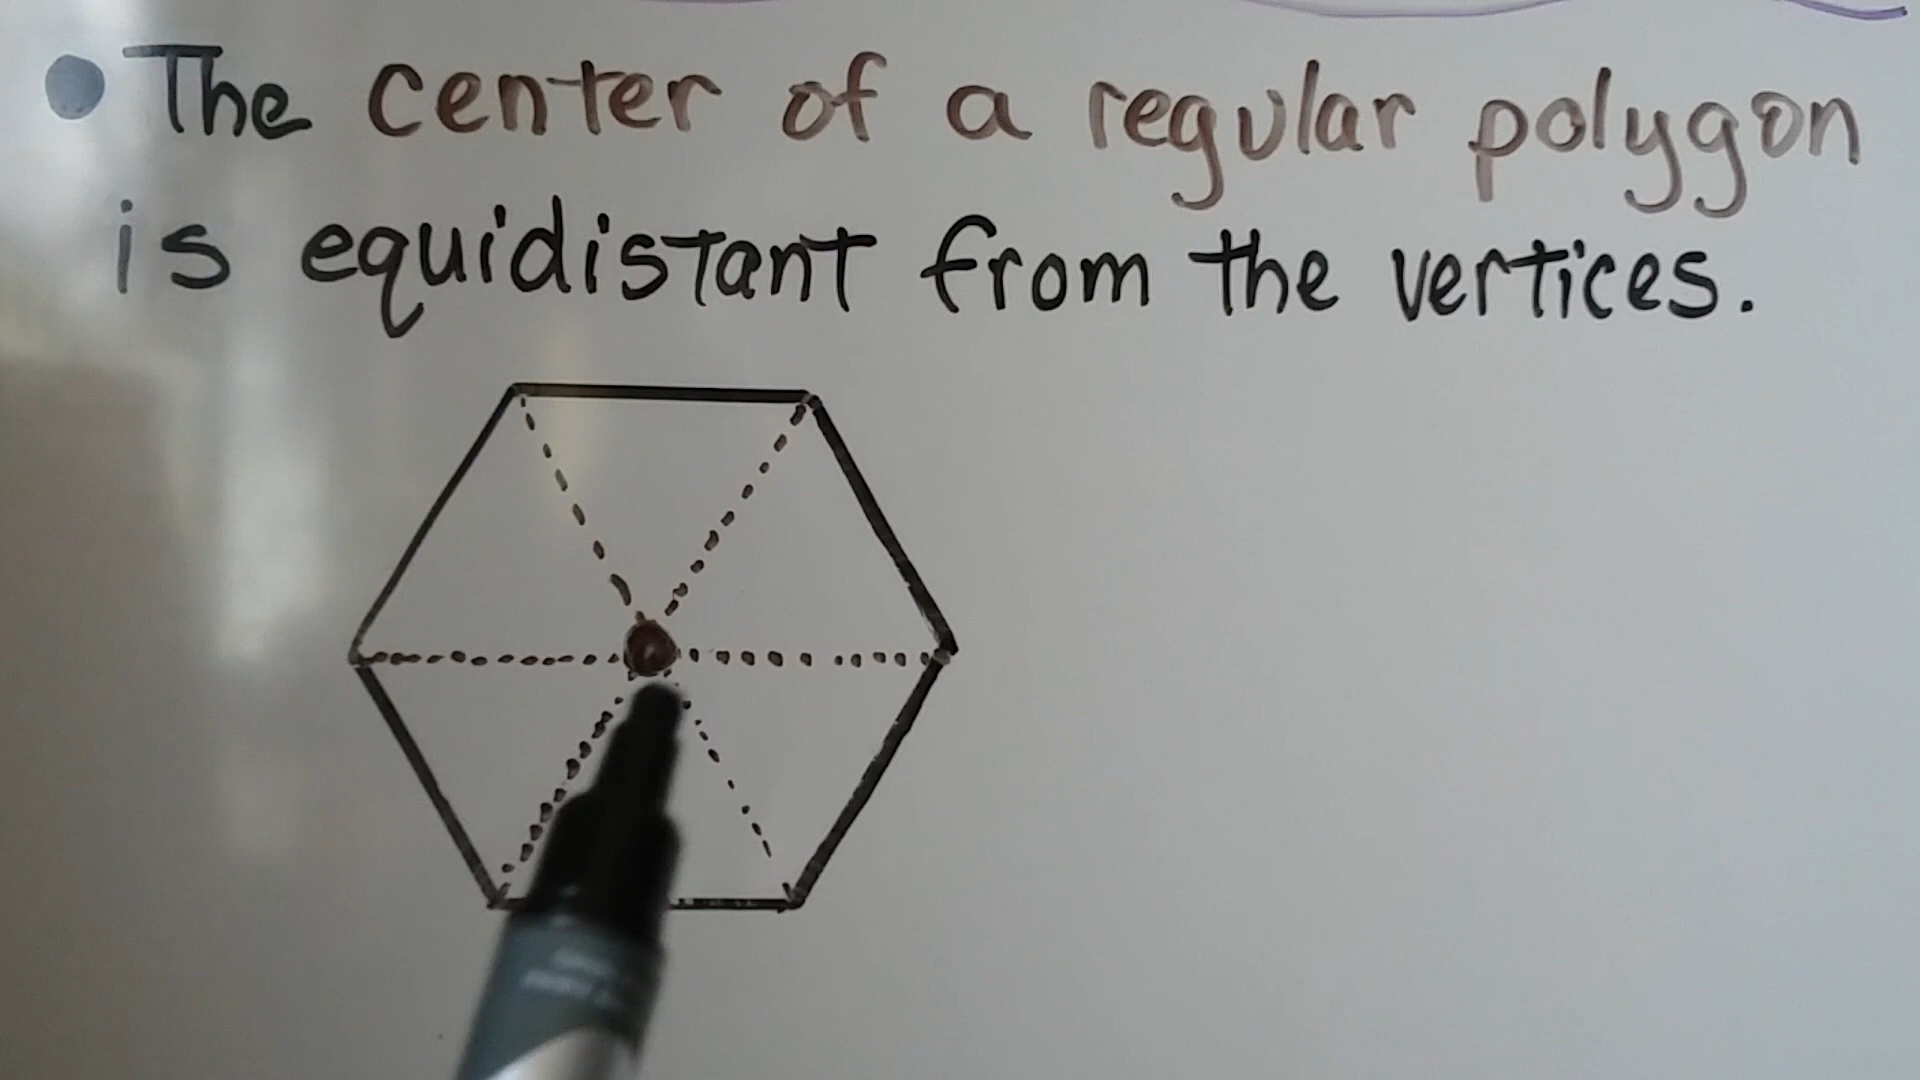 The center of a regular polygon
is equidistant from the vertices.